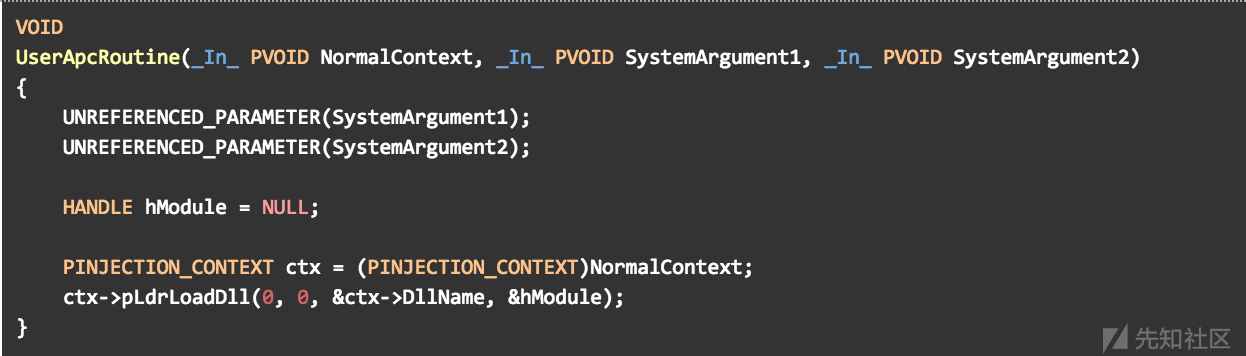 VOID
UserApcRoutine(_In_ PVOID NormalContext, _In_ PVOID SystemArgument1, _In_ PVOID SystemArgument2)
{
    UNREFERENCED_PARAMETER(SystemArgument1);
    UNREFERENCED_PARAMETER(SystemArgument2);

    HANDLE hModule = NULL;

    PINJECTION_CONTEXT ctx = (PINJECTION_CONTEXT)NormalContext;
    ctx->pLdrLoadDll(0, 0, &ctx->DllName, &hModule);
}
先知社区